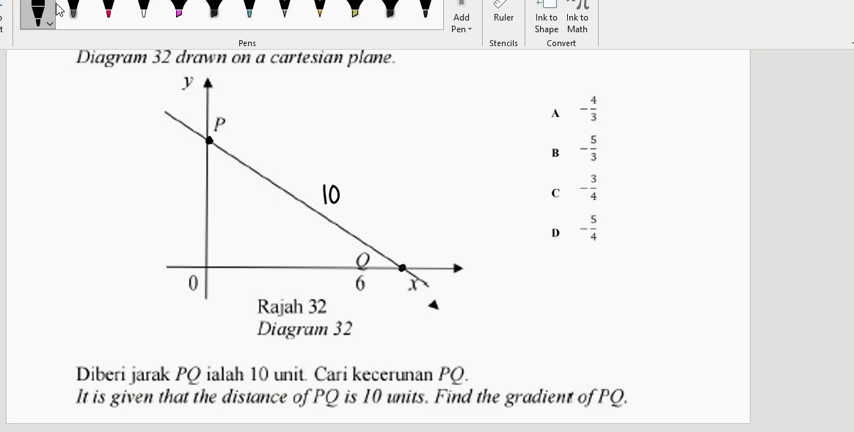 Add Pen
Ruler
Ink to Shape
Ink to Math
Pens
Stencils
Convert
Diagram 32 drawn on a cartesian plane.
y
P
10
Q
0
6
x
Rajah 32
Diagram 32
A -4/3
B -5/3
C -3/4
D -5/4
Diberi jarak PQ ialah 10 unit. Cari kecerunan PQ.
It is given that the distance of PQ is 10 units. Find the gradient of PQ.